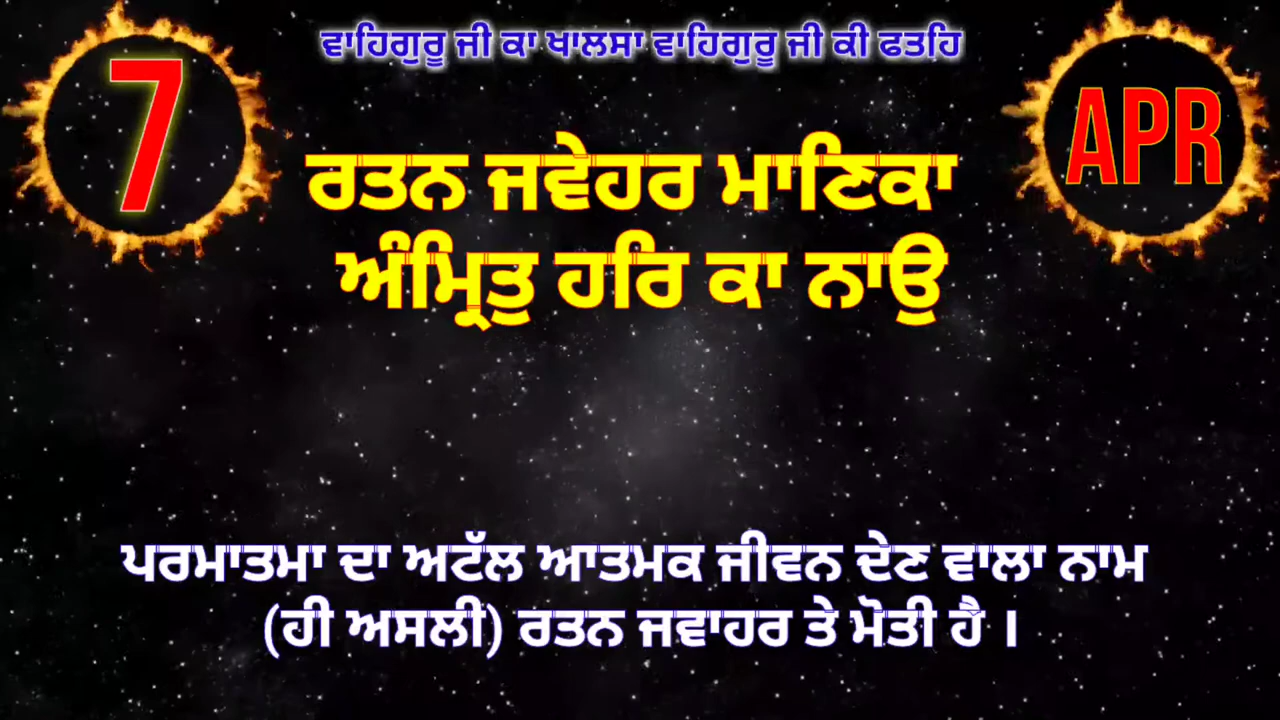 ਵਾਹਿਗੁਰੂ ਜੀ ਕਾ ਖਾਲਸਾ ਵਾਹਿਗੁਰੂ ਜੀ ਕੀ ਫਤਹਿ
7
APR
ਰਤਨ ਜਵੇਹਰ ਮਾਣਿਕਾ
ਅੰਮ੍ਰਿਤੁ ਹਰਿ ਕਾ ਨਾਉ
ਪਰਮਾਤਮਾ ਦਾ ਅਟੱਲ ਆਤਮਕ ਜੀਵਨ ਦੇਣ ਵਾਲਾ ਨਾਮ
(ਹੀ ਅਸਲੀ) ਰਤਨ ਜਵਾਹਰ ਤੇ ਮੋਤੀ ਹੈ ।